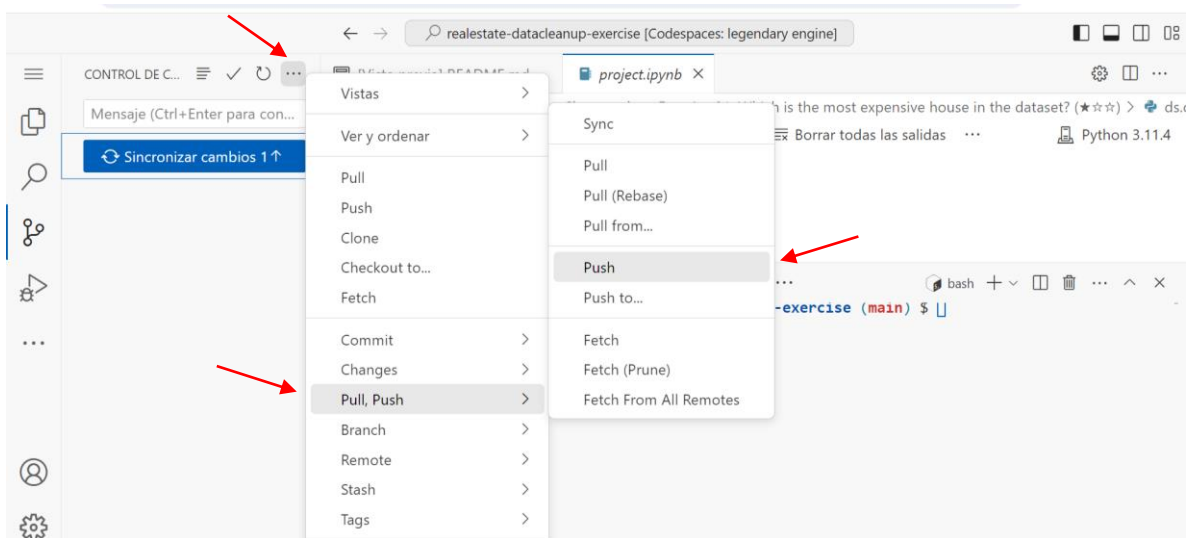 realestate-datacleanup-exercise [Codespaces: legendary engine]
CONTROL DE C...
project.ipynb
Mensaje (Ctrl+Enter para con...
is the most expensive house in the dataset? (★☆☆) > ds.
Borrar todas las salidas ...
Python 3.11.4
Sincronizar cambios 1↑
Vistas
Ver y ordenar
Pull
Push
Clone
Checkout to...
Fetch
Commit
Changes
Pull, Push
Branch
Remote
Stash
Tags
Sync
Pull
Pull (Rebase)
Pull from...
Push
Push to...
Fetch
Fetch (Prune)
Fetch From All Remotes
bash
-exercise (main) $